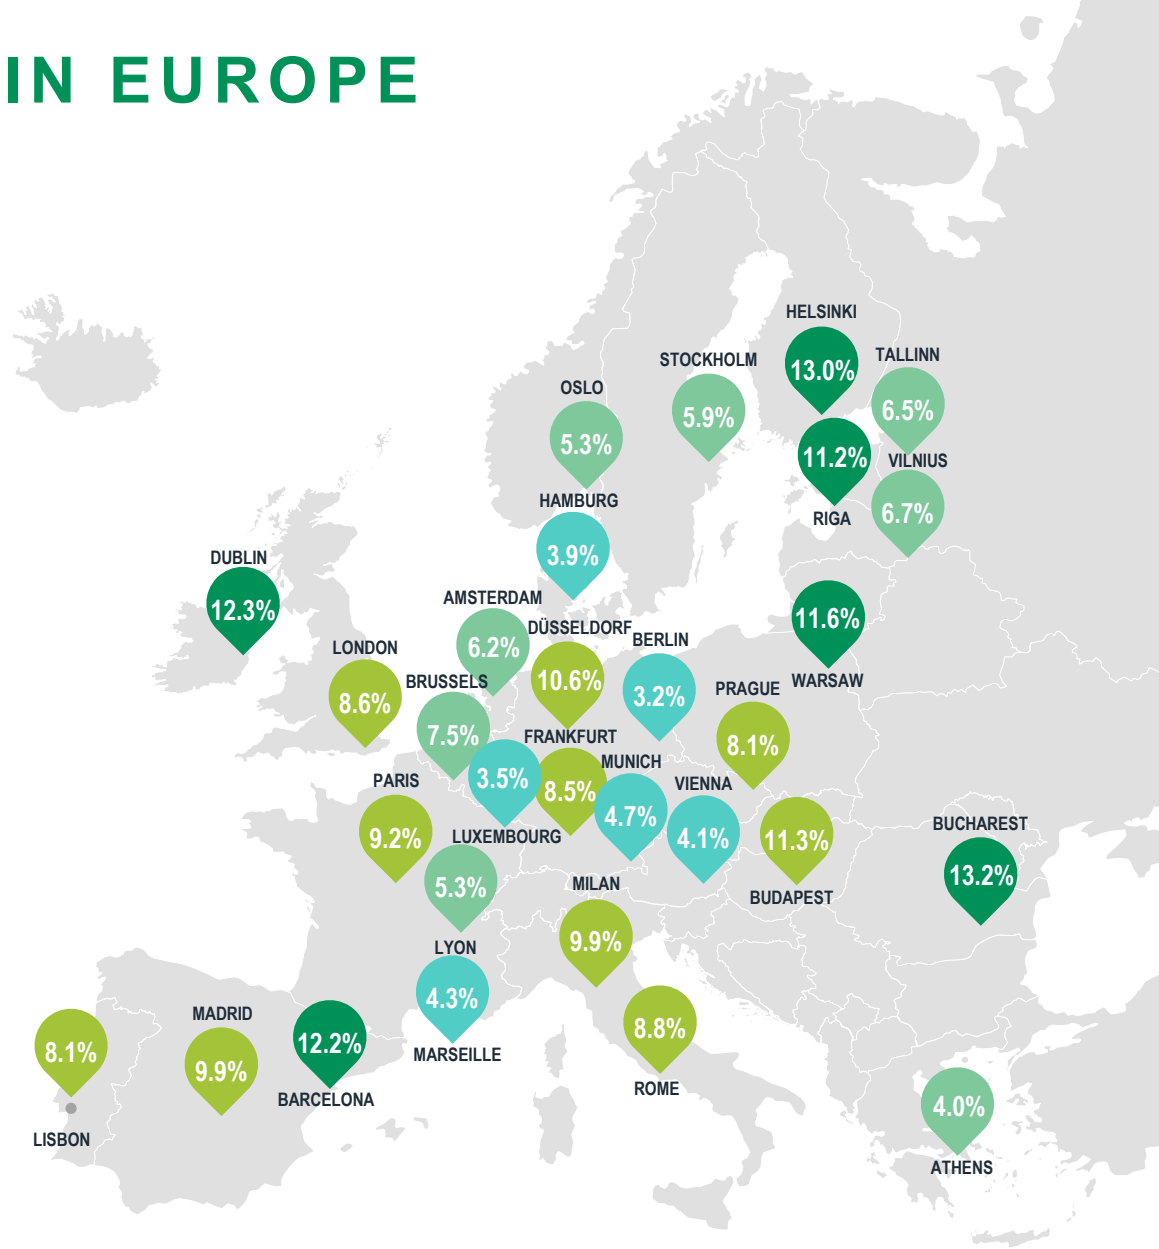 IN EUROPE
HELSINKI
13.0%
TALLINN
6.5%
STOCKHOLM
5.9%
OSLO
5.3%
11.2%
RIGA
VILNIUS
6.7%
HAMBURG
3.9%
DUBLIN
12.3%
AMSTERDAM
6.2%
DÜSSELDORF
10.6%
BERLIN
3.2%
11.6%
WARSAW
LONDON
8.6%
BRUSSELS
7.5%
PRAGUE
8.1%
FRANKFURT
8.5%
3.5%
LUXEMBOURG
MUNICH
4.7%
VIENNA
4.1%
PARIS
9.2%
11.3%
BUDAPEST
BUCHAREST
13.2%
5.3%
LYON
MILAN
9.9%
4.3%
MARSEILLE
8.8%
ROME
MADRID
9.9%
12.2%
BARCELONA
8.1%
LISBON
4.0%
ATHENS